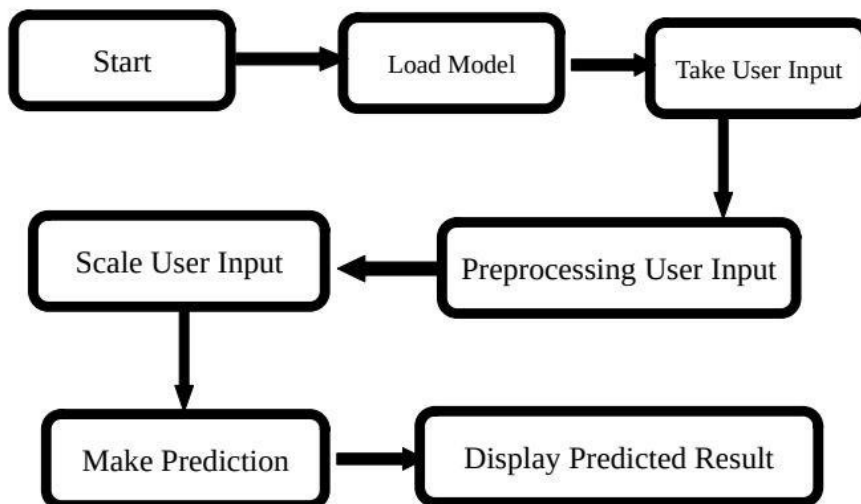 Start
Load Model
Take User Input
Preprocessing User Input
Scale User Input
Make Prediction
Display Predicted Result